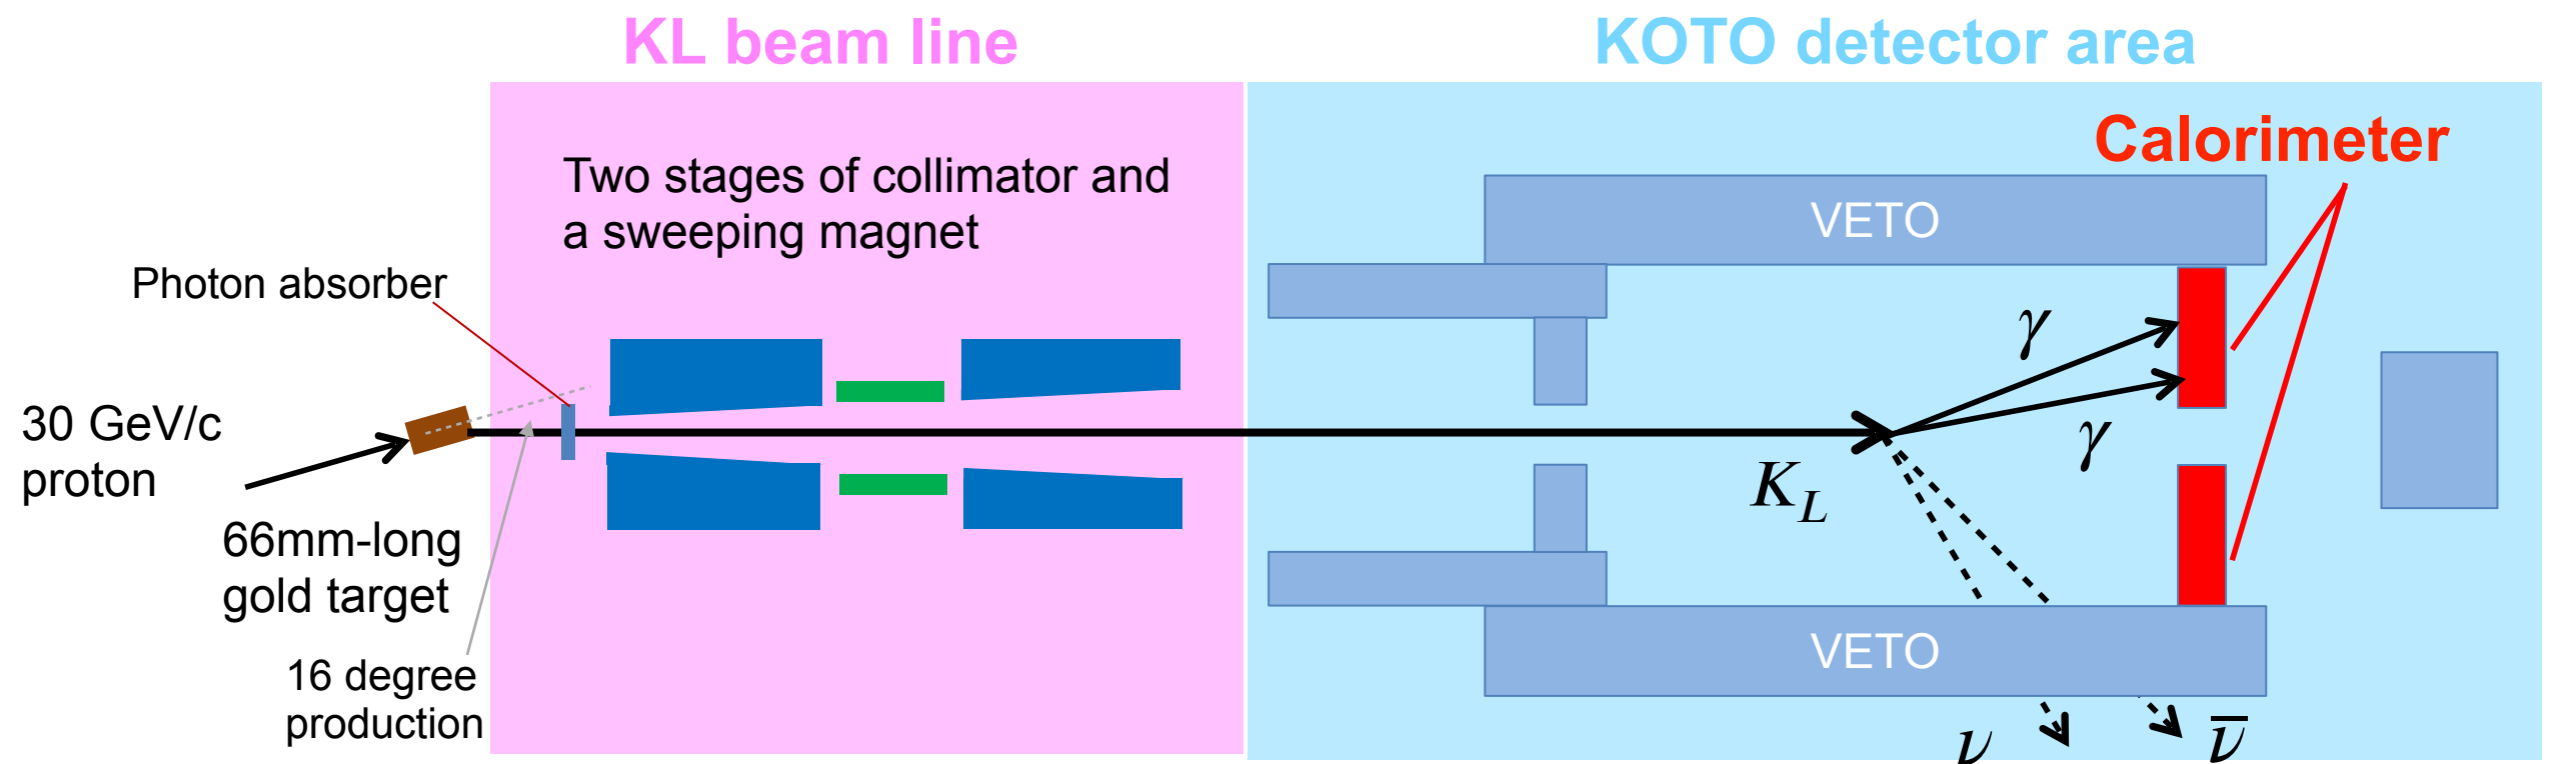 KL beam line
KOTO detector area
Calorimeter
Two stages of collimator and
a sweeping magnet
VETO
Photon absorber
γ
γ
30 GeV/c
proton
K_L
66mm-long
gold target
VETO
16 degree
production
ν
ν̅